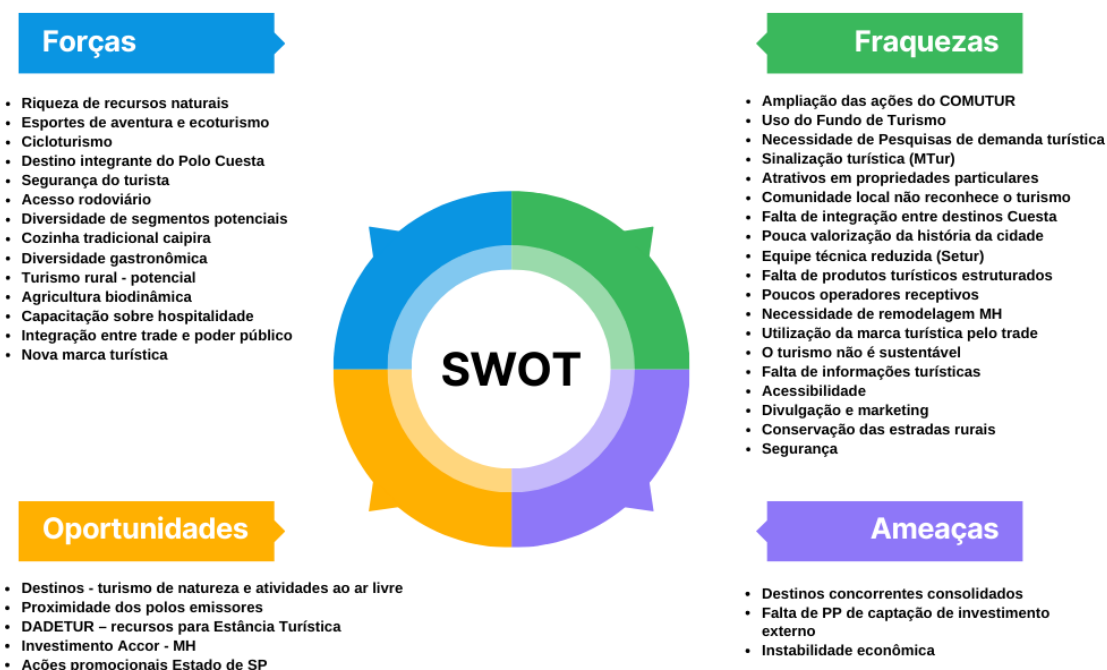 Forças
• Riqueza de recursos naturais
• Esportes de aventura e ecoturismo
• Cicloturismo
• Destino integrante do Polo Cuesta
• Segurança do turista
• Acesso rodoviário
• Diversidade de segmentos potenciais
• Cozinha tradicional caipira
• Diversidade gastronômica
• Turismo rural - potencial
• Agricultura biodinâmica
• Capacitação sobre hospitalidade
• Integração entre trade e poder público
• Nova marca turística
Fraquezas
• Ampliação das ações do COMUTUR
• Uso do Fundo de Turismo
• Necessidade de Pesquisas de demanda turística
• Sinalização turística (MTur)
• Atrativos em propriedades particulares
• Comunidade local não reconhece o turismo
• Falta de integração entre destinos Cuesta
• Pouca valorização da história da cidade
• Equipe técnica reduzida (Setur)
• Falta de produtos turísticos estruturados
• Poucos operadores receptivos
• Necessidade de remodelagem MH
• Utilização da marca turística pelo trade
• O turismo não é sustentável
• Falta de informações turísticas
• Acessibilidade
• Divulgação e marketing
• Conservação das estradas rurais
• Segurança
SWOT
Oportunidades
• Destinos - turismo de natureza e atividades ao ar livre
• Proximidade dos polos emissores
• DADETUR – recursos para Estância Turística
• Investimento Accor - MH
• Ações promocionais Estado de SP
Ameaças
• Destinos concorrentes consolidados
• Falta de PP de captação de investimento
externo
• Instabilidade econômica